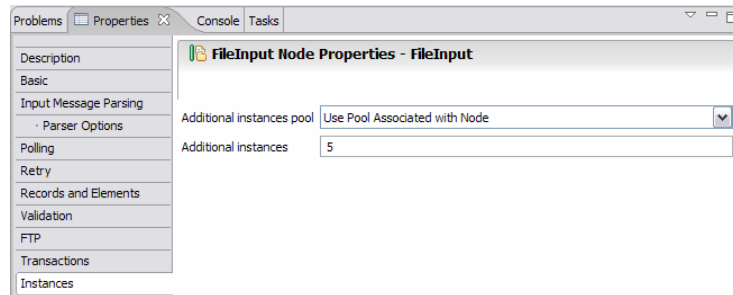 Problems Properties Console Tasks
FileInput Node Properties - FileInput
Description
Basic
Input Message Parsing
· Parser Options
Polling
Retry
Records and Elements
Validation
FTP
Transactions
Instances
Additional instances pool Use Pool Associated with Node
Additional instances 5